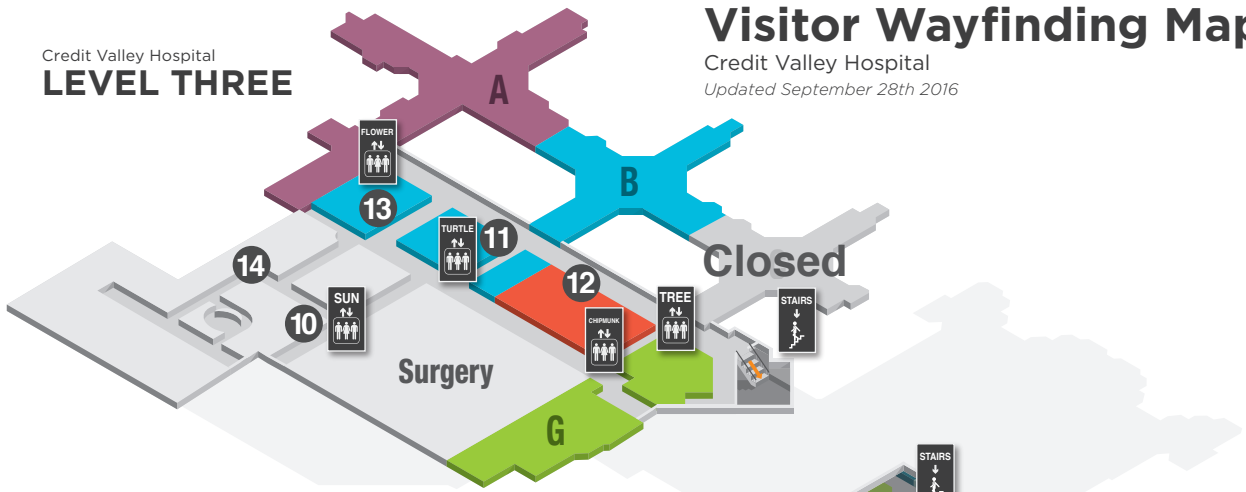 Credit Valley Hospital
LEVEL THREE
Visitor Wayfinding Map
Credit Valley Hospital
Updated September 28th 2016
A
FLOWER
B
13
TURTLE
11
14
Closed
12
SUN
10
TREE
STAIRS
CHIPMUNK
Surgery
G
STAIRS